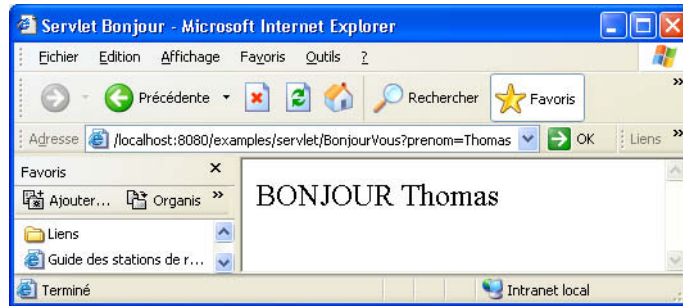 Servlet Bonjour - Microsoft Internet Explorer
Fichier Edition Affichage Favoris Outils ?
Précédente Rechercher Favoris »
Adresse /localhost:8080/examples/servlet/BonjourVous?prenom=Thomas OK Liens »
Favoris ×
Ajouter... Organis »
Liens
Guide des stations de r...
BONJOUR Thomas
Terminé Intranet local